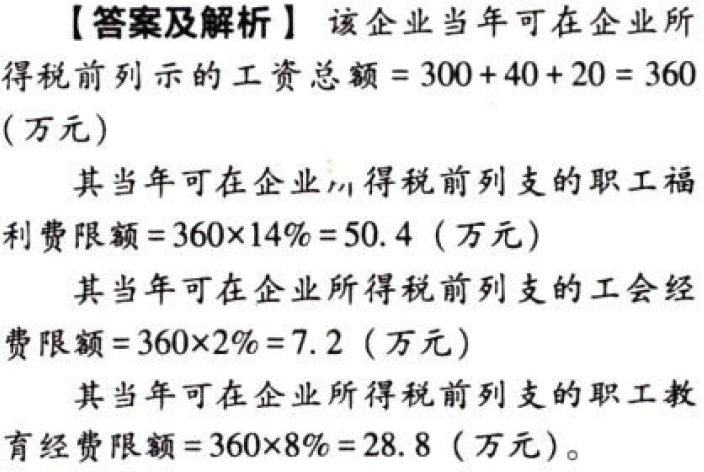 【答案及解析】 该企业当年可在企业所
得税前列示的工资总额=300+40+20=360
(万元)
其当年可在企业 得税前列支的职工福
利费限额=360×14%=50.4 (万元)
其当年可在企业所得税前列支的工会经
费限额=360×2%=7.2 (万元)
其当年可在企业所得税前列支的职工教
育经费限额=360×8%=28.8 (万元)。